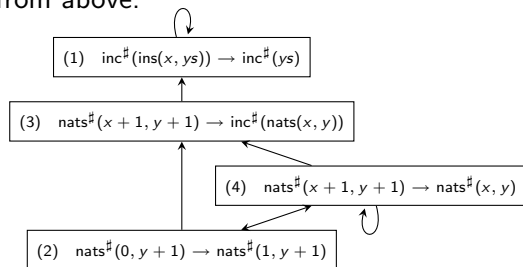 from above.
(1) inc♯(ins(x, ys)) → inc♯(ys)
(3) nats♯(x + 1, y + 1) → inc♯(nats(x, y))
(4) nats♯(x + 1, y + 1) → nats♯(x, y)
(2) nats♯(0, y + 1) → nats♯(1, y + 1)